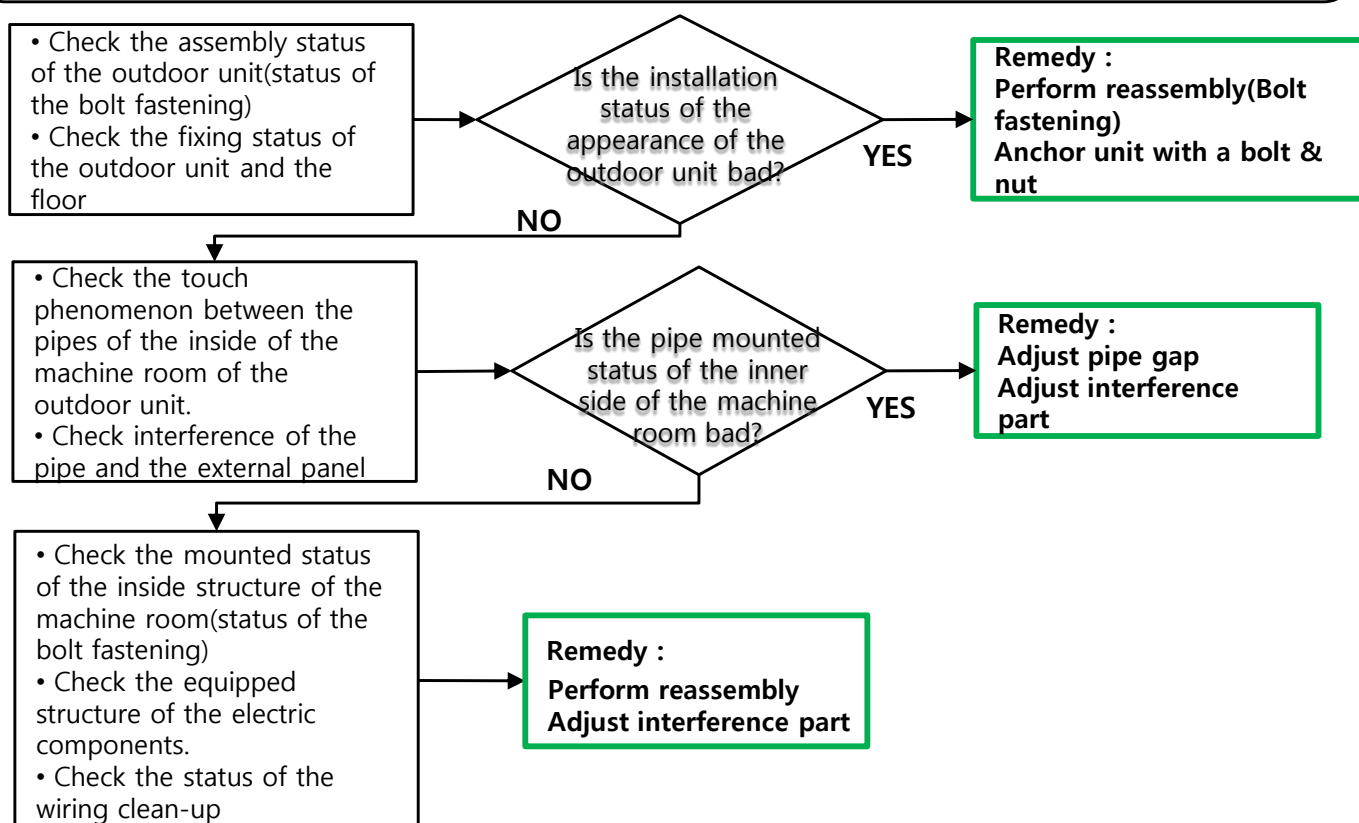 • Check the assembly status
of the outdoor unit(status of
the bolt fastening)
• Check the fixing status of
the outdoor unit and the
floor
Is the installation
status of the
appearance of the
outdoor unit bad?
YES
Remedy :
Perform reassembly(Bolt
fastening)
Anchor unit with a bolt &
nut
NO
• Check the touch
phenomenon between the
pipes of the inside of the
machine room of the
outdoor unit.
• Check interference of the
pipe and the external panel
Is the pipe mounted
status of the inner
side of the machine
room bad?
YES
Remedy :
Adjust pipe gap
Adjust interference
part
NO
• Check the mounted status
of the inside structure of the
machine room(status of the
bolt fastening)
• Check the equipped
structure of the electric
components.
• Check the status of the
wiring clean-up
Remedy :
Perform reassembly
Adjust interference part